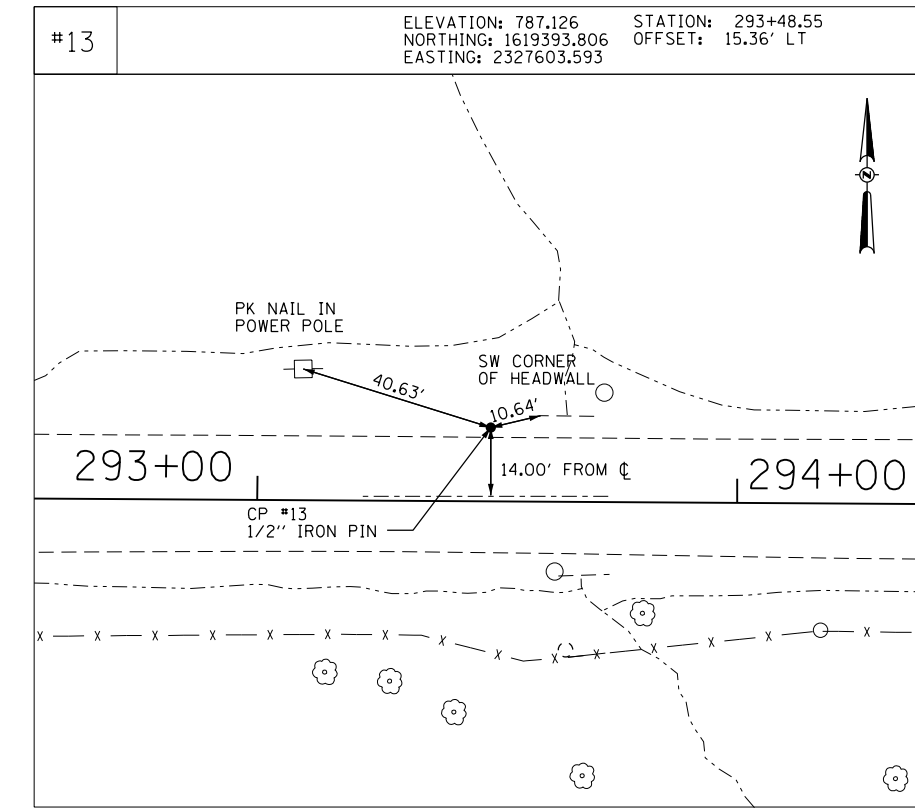 #13
ELEVATION: 787.126 STATION: 293+48.55
NORTHING: 1619393.806 OFFSET: 15.36' LT
EASTING: 2327603.593
N
PK NAIL IN
POWER POLE
SW CORNER
OF HEADWALL
40.63'
10.64'
293+00
14.00' FROM ℄
294+00
CP #13
1/2'' IRON PIN
X X X X X X X X X X X X X X X